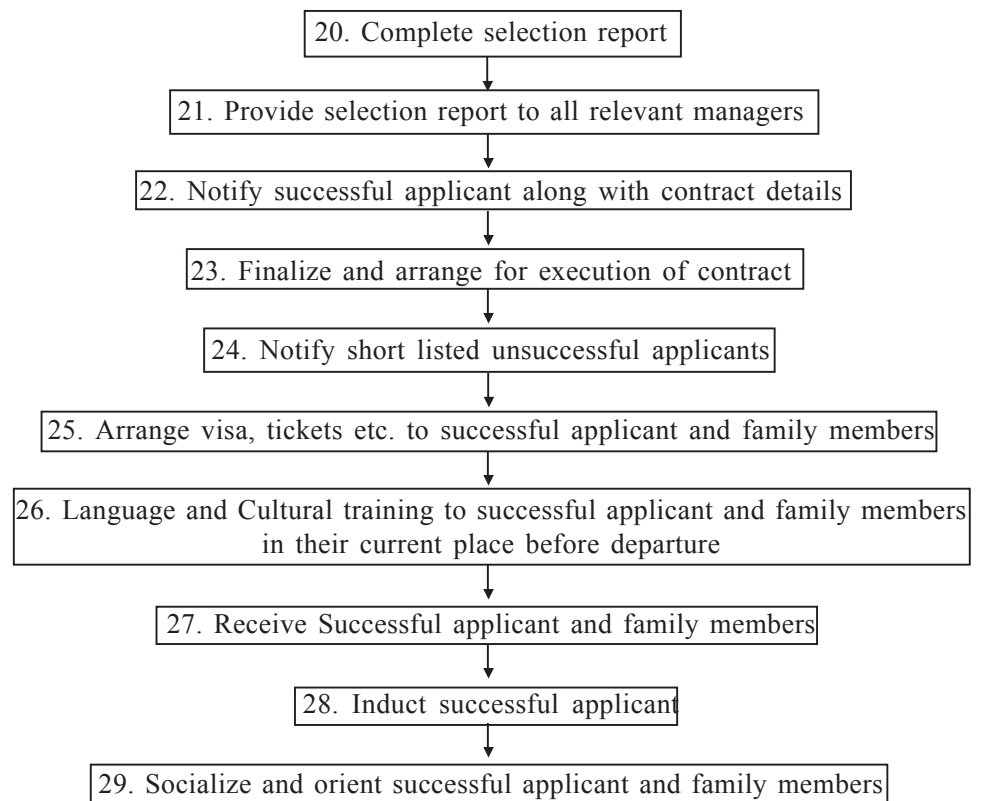 20. Complete selection report
21. Provide selection report to all relevant managers
22. Notify successful applicant along with contract details
23. Finalize and arrange for execution of contract
24. Notify short listed unsuccessful applicants
25. Arrange visa, tickets etc. to successful applicant and family members
26. Language and Cultural training to successful applicant and family members
in their current place before departure
27. Receive Successful applicant and family members
28. Induct successful applicant
29. Socialize and orient successful applicant and family members